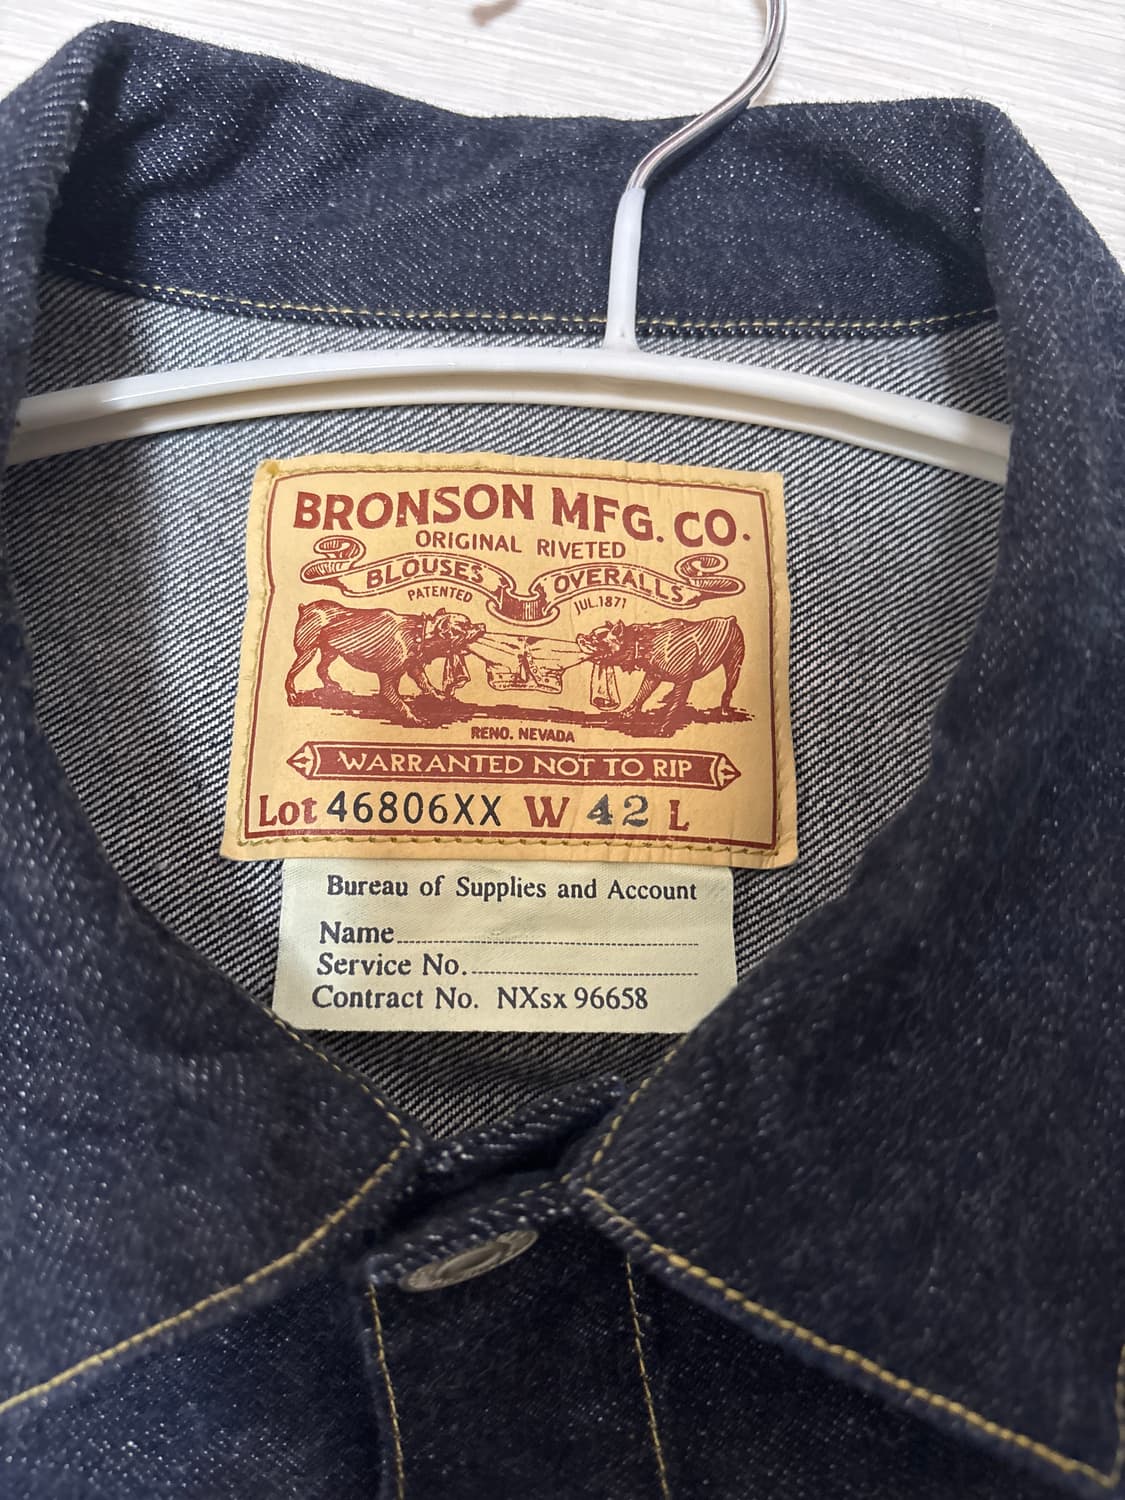 BRONSON MFG. CO.
ORIGINAL RIVETED
BLOUSES OVERALLS
PATENTED JUL.1871
RENO. NEVADA
WARRANTED NOT TO RIP
Lot 46806XX W 42 L
Bureau of Supplies and Account
Name
Service No.
Contract No. NXsx 96658